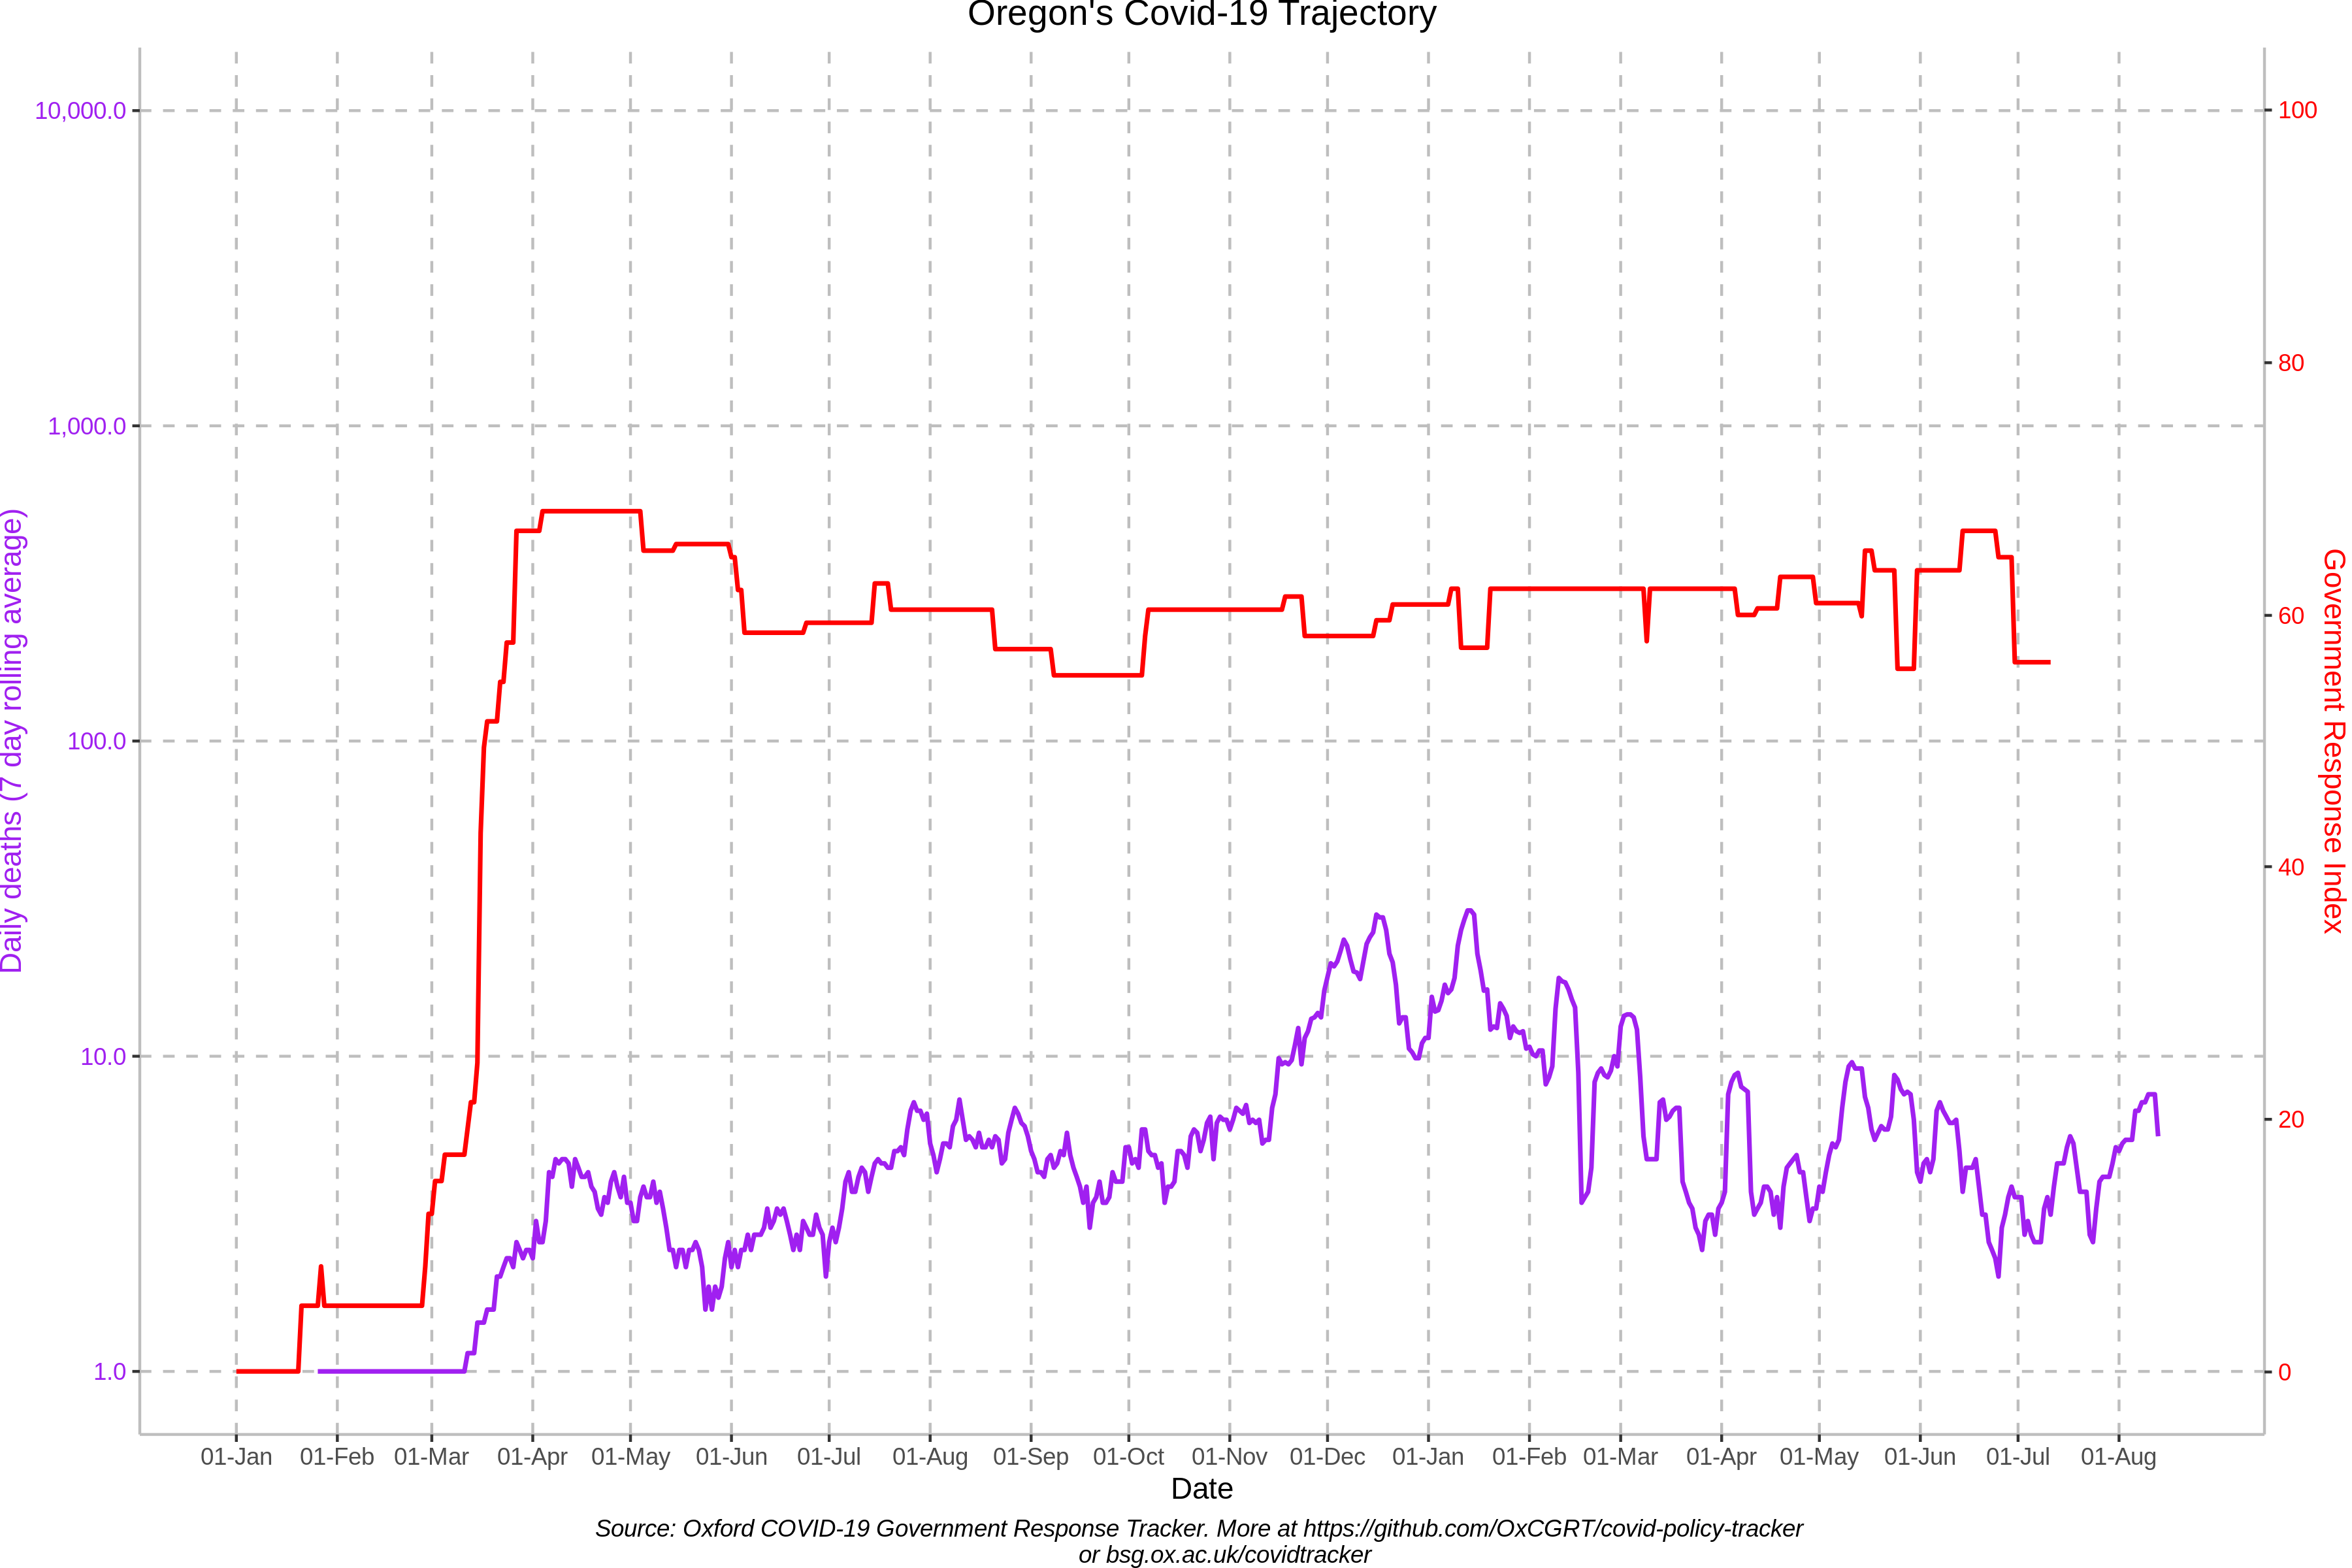 Oregon's Covid-19 Trajectory
10,000.0
1,000.0
100.0
10.0
1.0
Daily deaths (7 day rolling average)
100
80
60
40
20
0
Government Response Index
01-Jan 01-Feb 01-Mar 01-Apr 01-May 01-Jun 01-Jul 01-Aug 01-Sep 01-Oct 01-Nov 01-Dec 01-Jan 01-Feb 01-Mar 01-Apr 01-May 01-Jun 01-Jul 01-Aug
Date
Source: Oxford COVID-19 Government Response Tracker. More at https://github.com/OxCGRT/covid-policy-tracker
or bsg.ox.ac.uk/covidtracker